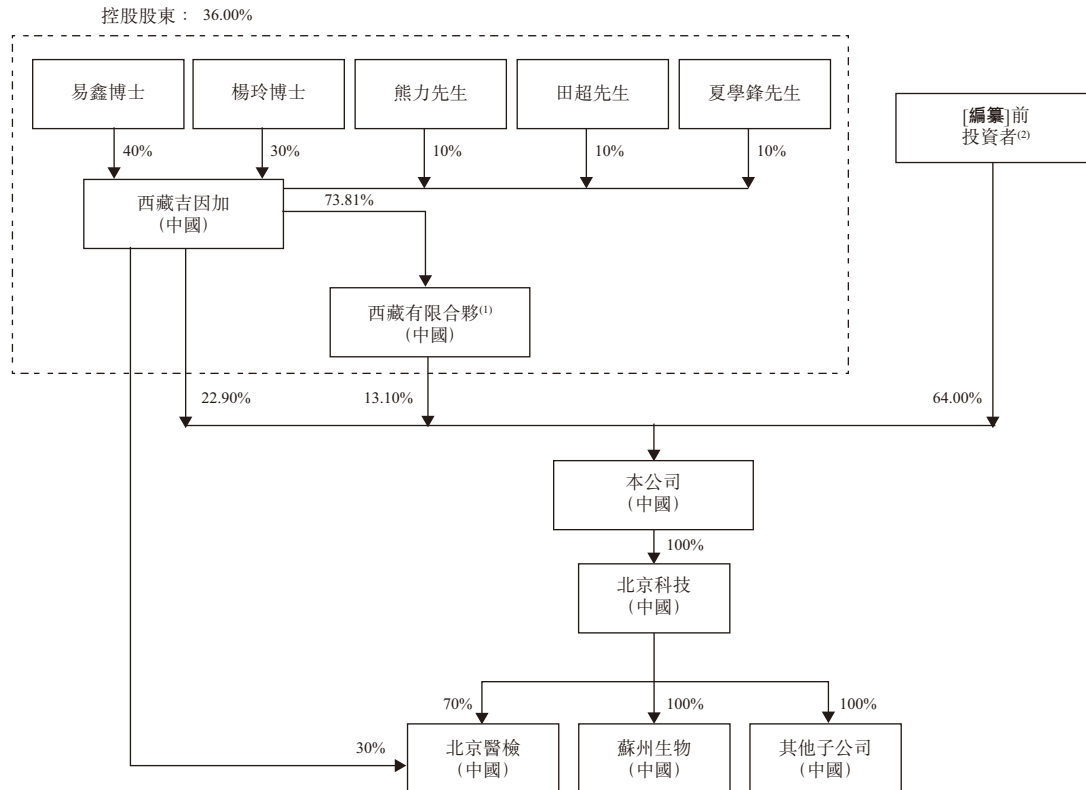 控股股東： 36.00%
易鑫博士
楊玲博士
熊力先生
田超先生
夏學鋒先生
[編纂]前
投資者(2)
40%
30%
10%
10%
10%
西藏吉因加
（中國）
73.81%
西藏有限合夥(1)
（中國）
22.90%
13.10%
64.00%
本公司
（中國）
100%
北京科技
（中國）
70%
100%
100%
30%
北京醫檢
（中國）
蘇州生物
（中國）
其他子公司
（中國）